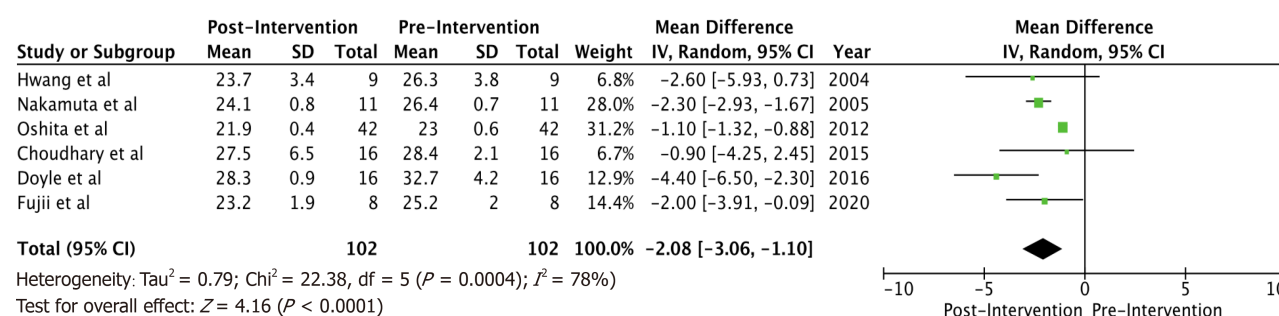 Post-Intervention Pre-Intervention Mean Difference Mean Difference
Study or Subgroup Mean SD Total Mean SD Total Weight IV, Random, 95% CI Year IV, Random, 95% CI
Hwang et al 23.7 3.4 9 26.3 3.8 9 6.8% −2.60 [−5.93, 0.73] 2004
Nakamuta et al 24.1 0.8 11 26.4 0.7 11 28.0% −2.30 [−2.93, −1.67] 2005
Oshita et al 21.9 0.4 42 23 0.6 42 31.2% −1.10 [−1.32, −0.88] 2012
Choudhary et al 27.5 6.5 16 28.4 2.1 16 6.7% −0.90 [−4.25, 2.45] 2015
Doyle et al 28.3 0.9 16 32.7 4.2 16 12.9% −4.40 [−6.50, −2.30] 2016
Fujii et al 23.2 1.9 8 25.2 2 8 14.4% −2.00 [−3.91, −0.09] 2020
Total (95% CI) 102 102 100.0% −2.08 [−3.06, −1.10]
Heterogeneity: Tau² = 0.79; Chi² = 22.38, df = 5 (P = 0.0004); I² = 78%)
Test for overall effect: Z = 4.16 (P < 0.0001)
−10 −5 0 5 10
Post-Intervention Pre-Intervention